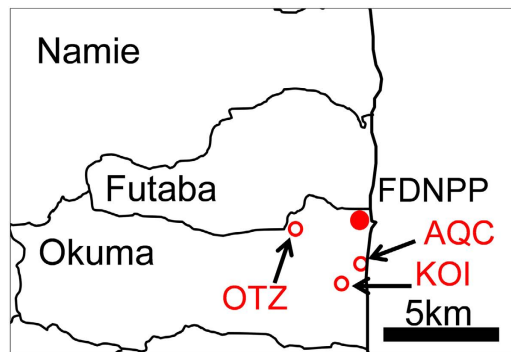 Namie
Futaba
FDNPP
Okuma
AQC
OTZ
KOI
5km